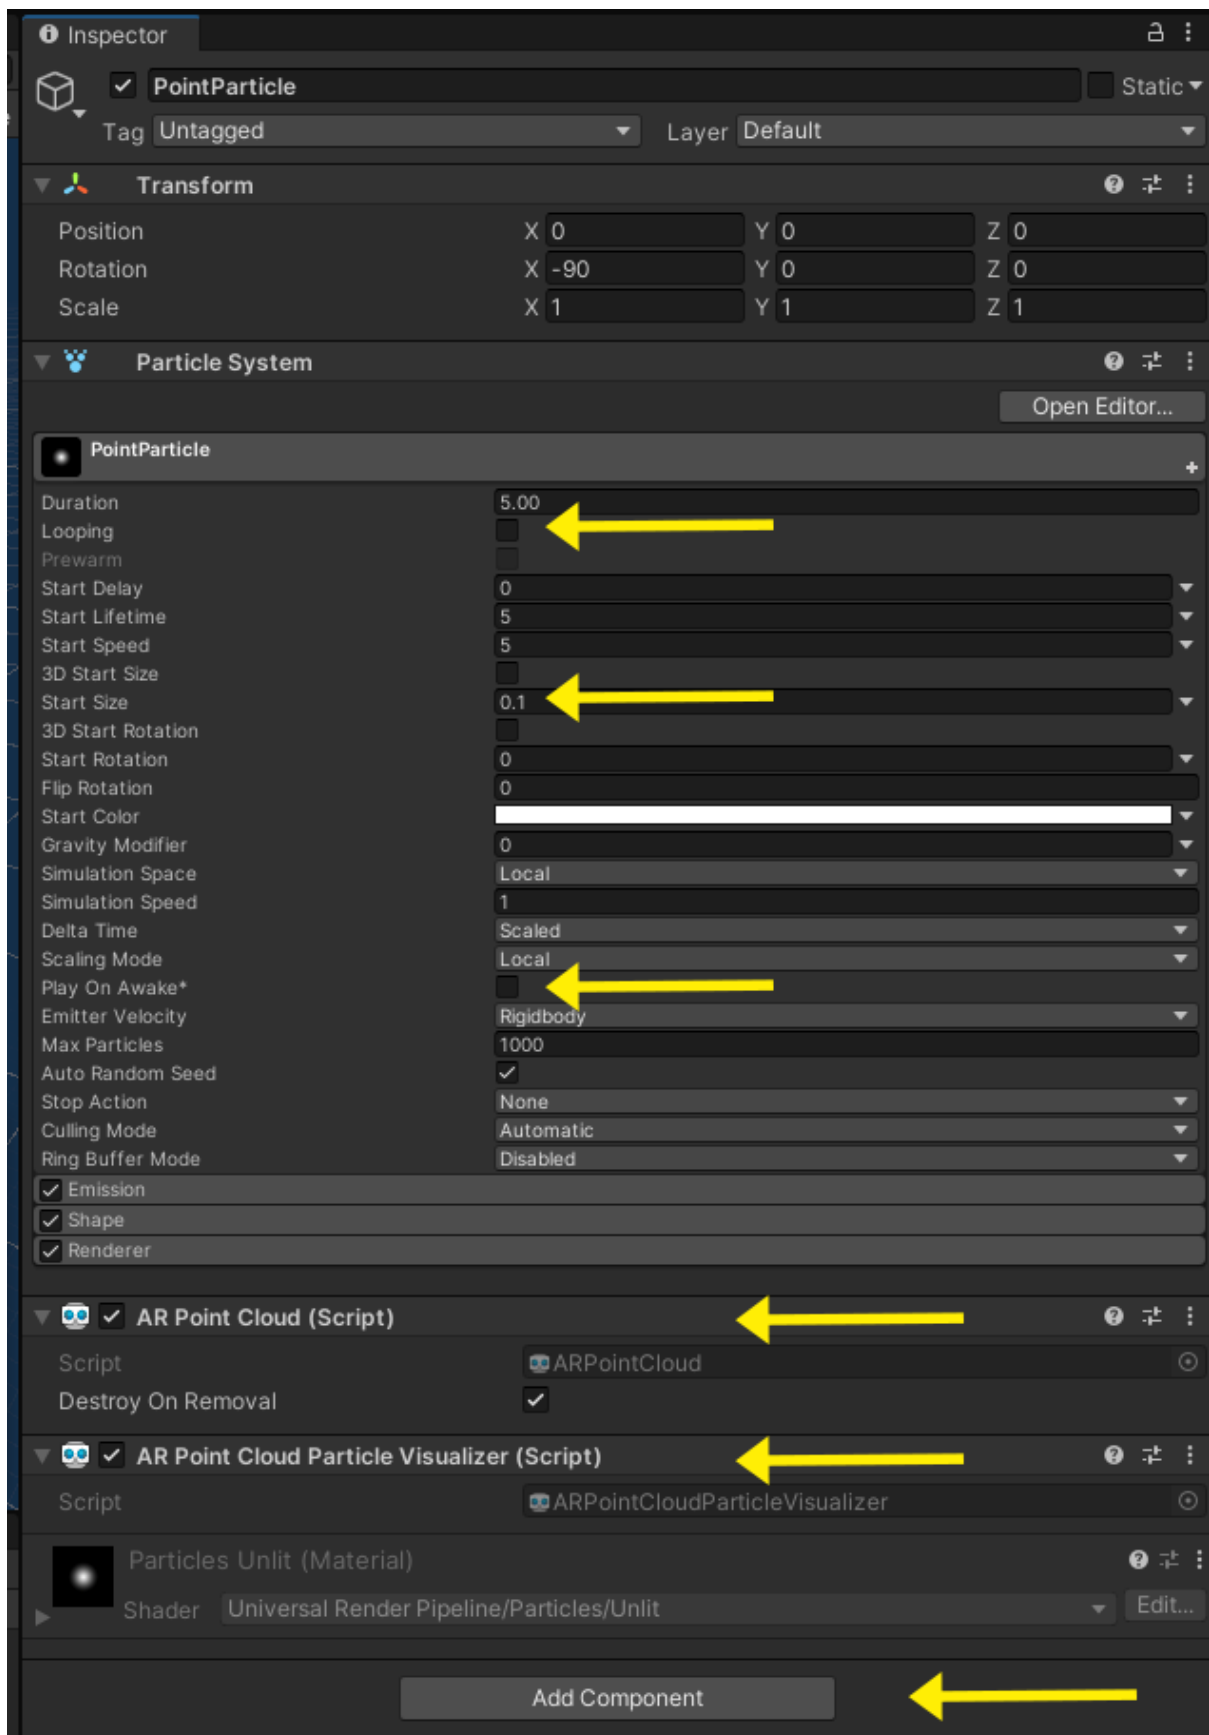 Inspector
PointParticle Static
Tag Untagged Layer Default
Transform
Position X 0 Y 0 Z 0
Rotation X -90 Y 0 Z 0
Scale X 1 Y 1 Z 1
Particle System
Open Editor...
PointParticle
Duration 5.00
Looping
Prewarm
Start Delay 0
Start Lifetime 5
Start Speed 5
3D Start Size
Start Size 0.1
3D Start Rotation
Start Rotation 0
Flip Rotation 0
Start Color
Gravity Modifier 0
Simulation Space Local
Simulation Speed 1
Delta Time Scaled
Scaling Mode Local
Play On Awake*
Emitter Velocity Rigidbody
Max Particles 1000
Auto Random Seed
Stop Action None
Culling Mode Automatic
Ring Buffer Mode Disabled
Emission
Shape
Renderer
AR Point Cloud (Script)
Script ARPointCloud
Destroy On Removal
AR Point Cloud Particle Visualizer (Script)
Script ARPointCloudParticleVisualizer
Particles Unlit (Material)
Shader Universal Render Pipeline/Particles/Unlit Edit...
Add Component